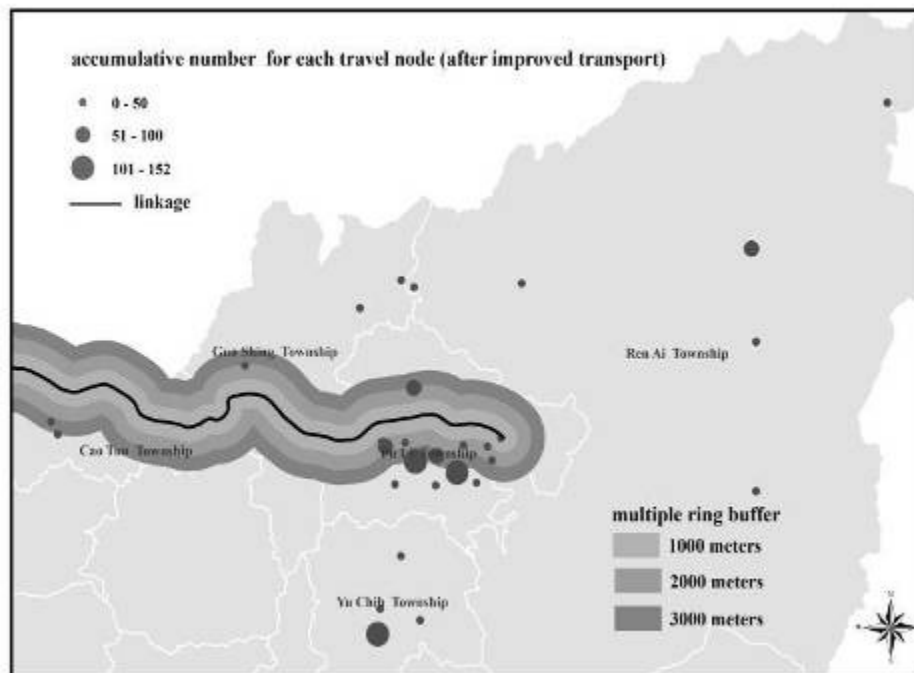 accumulative number for each travel node (after improved transport)
0 - 50
51 - 100
101 - 152
linkage
Guo Shing Township
Ren Ai Township
Cao Tun Township
Township
multiple ring buffer
1000 meters
2000 meters
Yu Chih Township
3000 meters
N